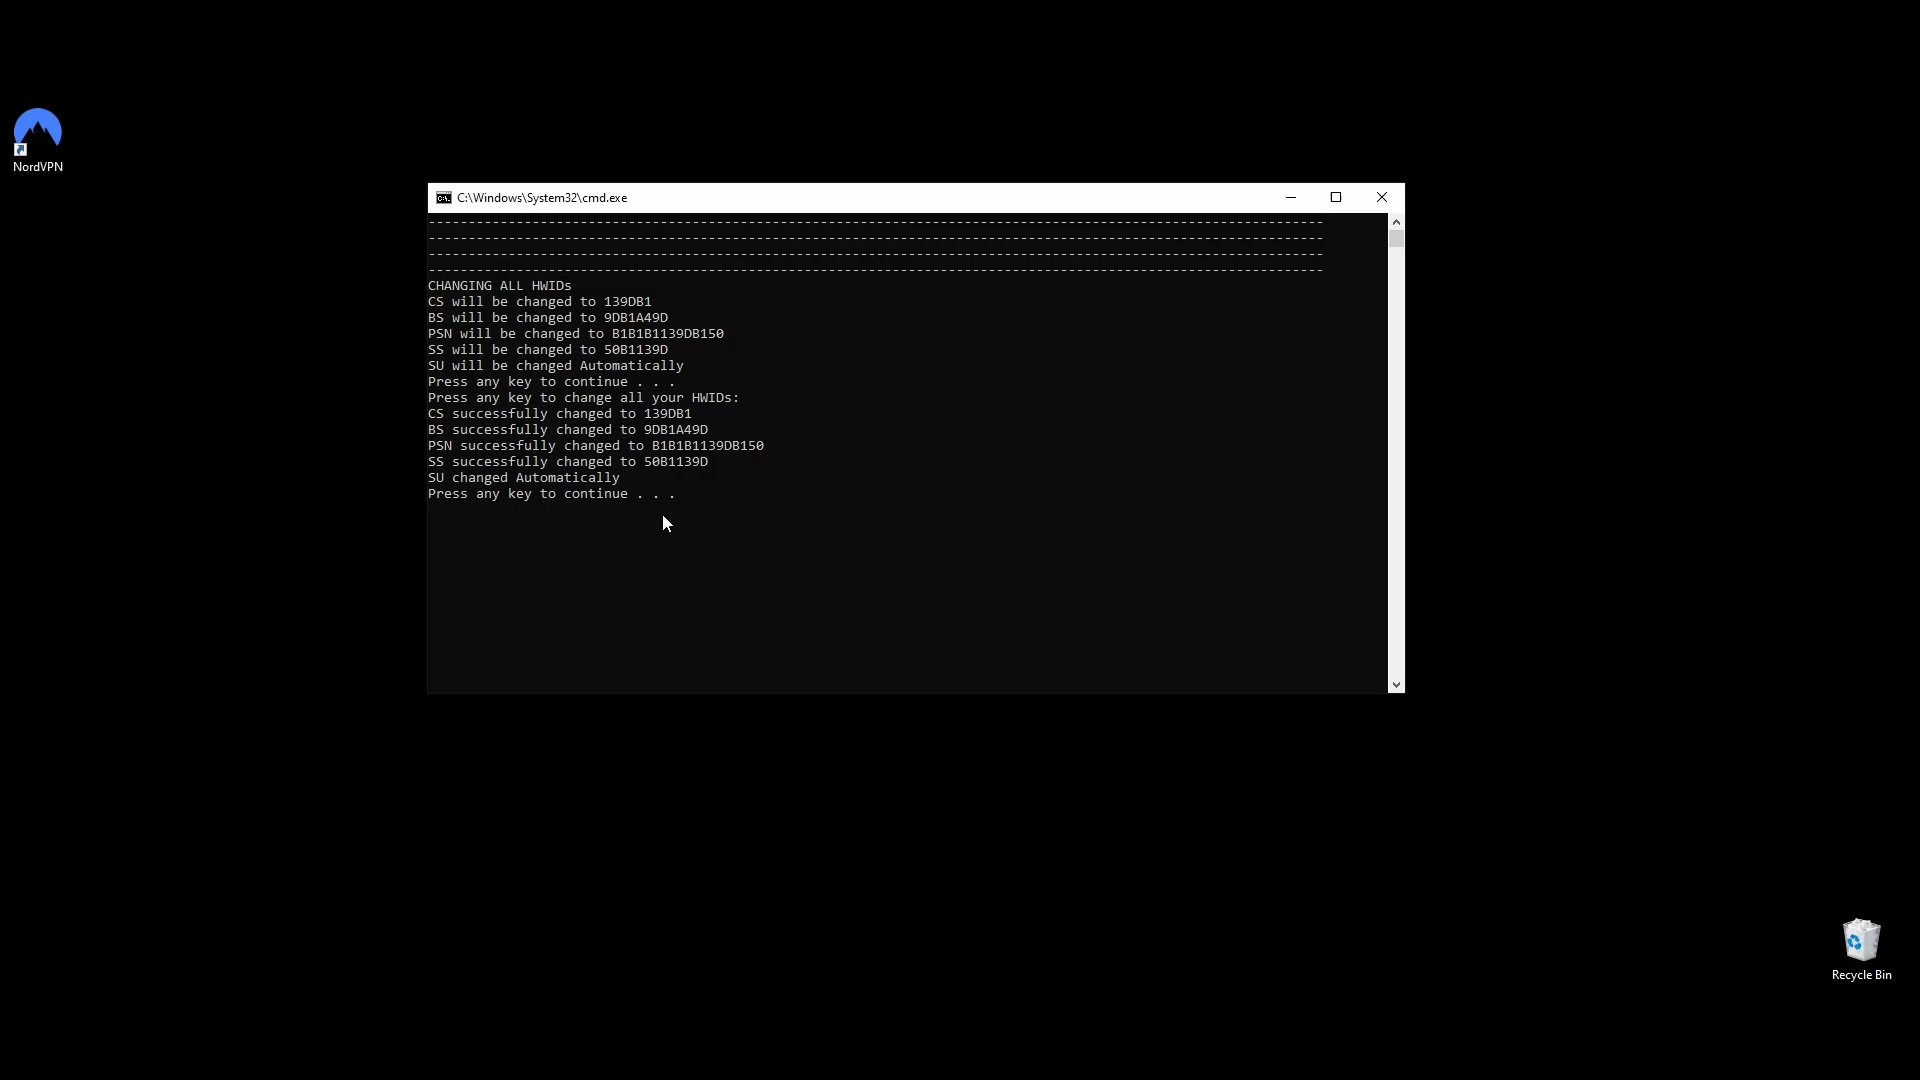 NordVPN
C:\Windows\System32\cmd.exe
----------------------------------------------------------------------------------------------------------------
----------------------------------------------------------------------------------------------------------------
----------------------------------------------------------------------------------------------------------------
----------------------------------------------------------------------------------------------------------------
CHANGING ALL HWIDs
CS will be changed to 139DB1
BS will be changed to 9DB1A49D
PSN will be changed to B1B1B1139DB150
SS will be changed to 50B1139D
SU will be changed Automatically
Press any key to continue . . .
Press any key to change all your HWIDs:
CS successfully changed to 139DB1
BS successfully changed to 9DB1A49D
PSN successfully changed to B1B1B1139DB150
SS successfully changed to 50B1139D
SU changed Automatically
Press any key to continue . . .
Recycle Bin